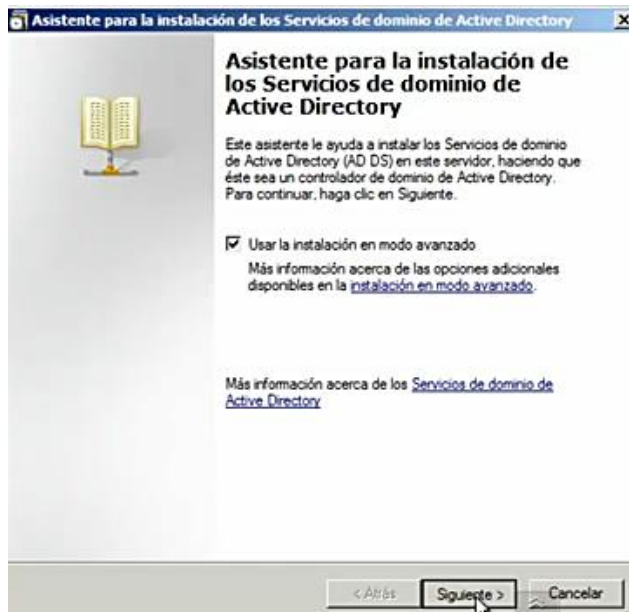 Asistente para la instalación de los Servicios de dominio de Active Directory
Asistente para la instalación de
los Servicios de dominio de
Active Directory
Este asistente le ayuda a instalar los Servicios de dominio
de Active Directory (AD DS) en este servidor, haciendo que
éste sea un controlador de dominio de Active Directory.
Para continuar, haga clic en Siguiente.
Usar la instalación en modo avanzado
Más información acerca de las opciones adicionales
disponibles en la instalación en modo avanzado.
Más información acerca de los Servicios de dominio de
Active Directory
< Atrás Siguiente > Cancelar